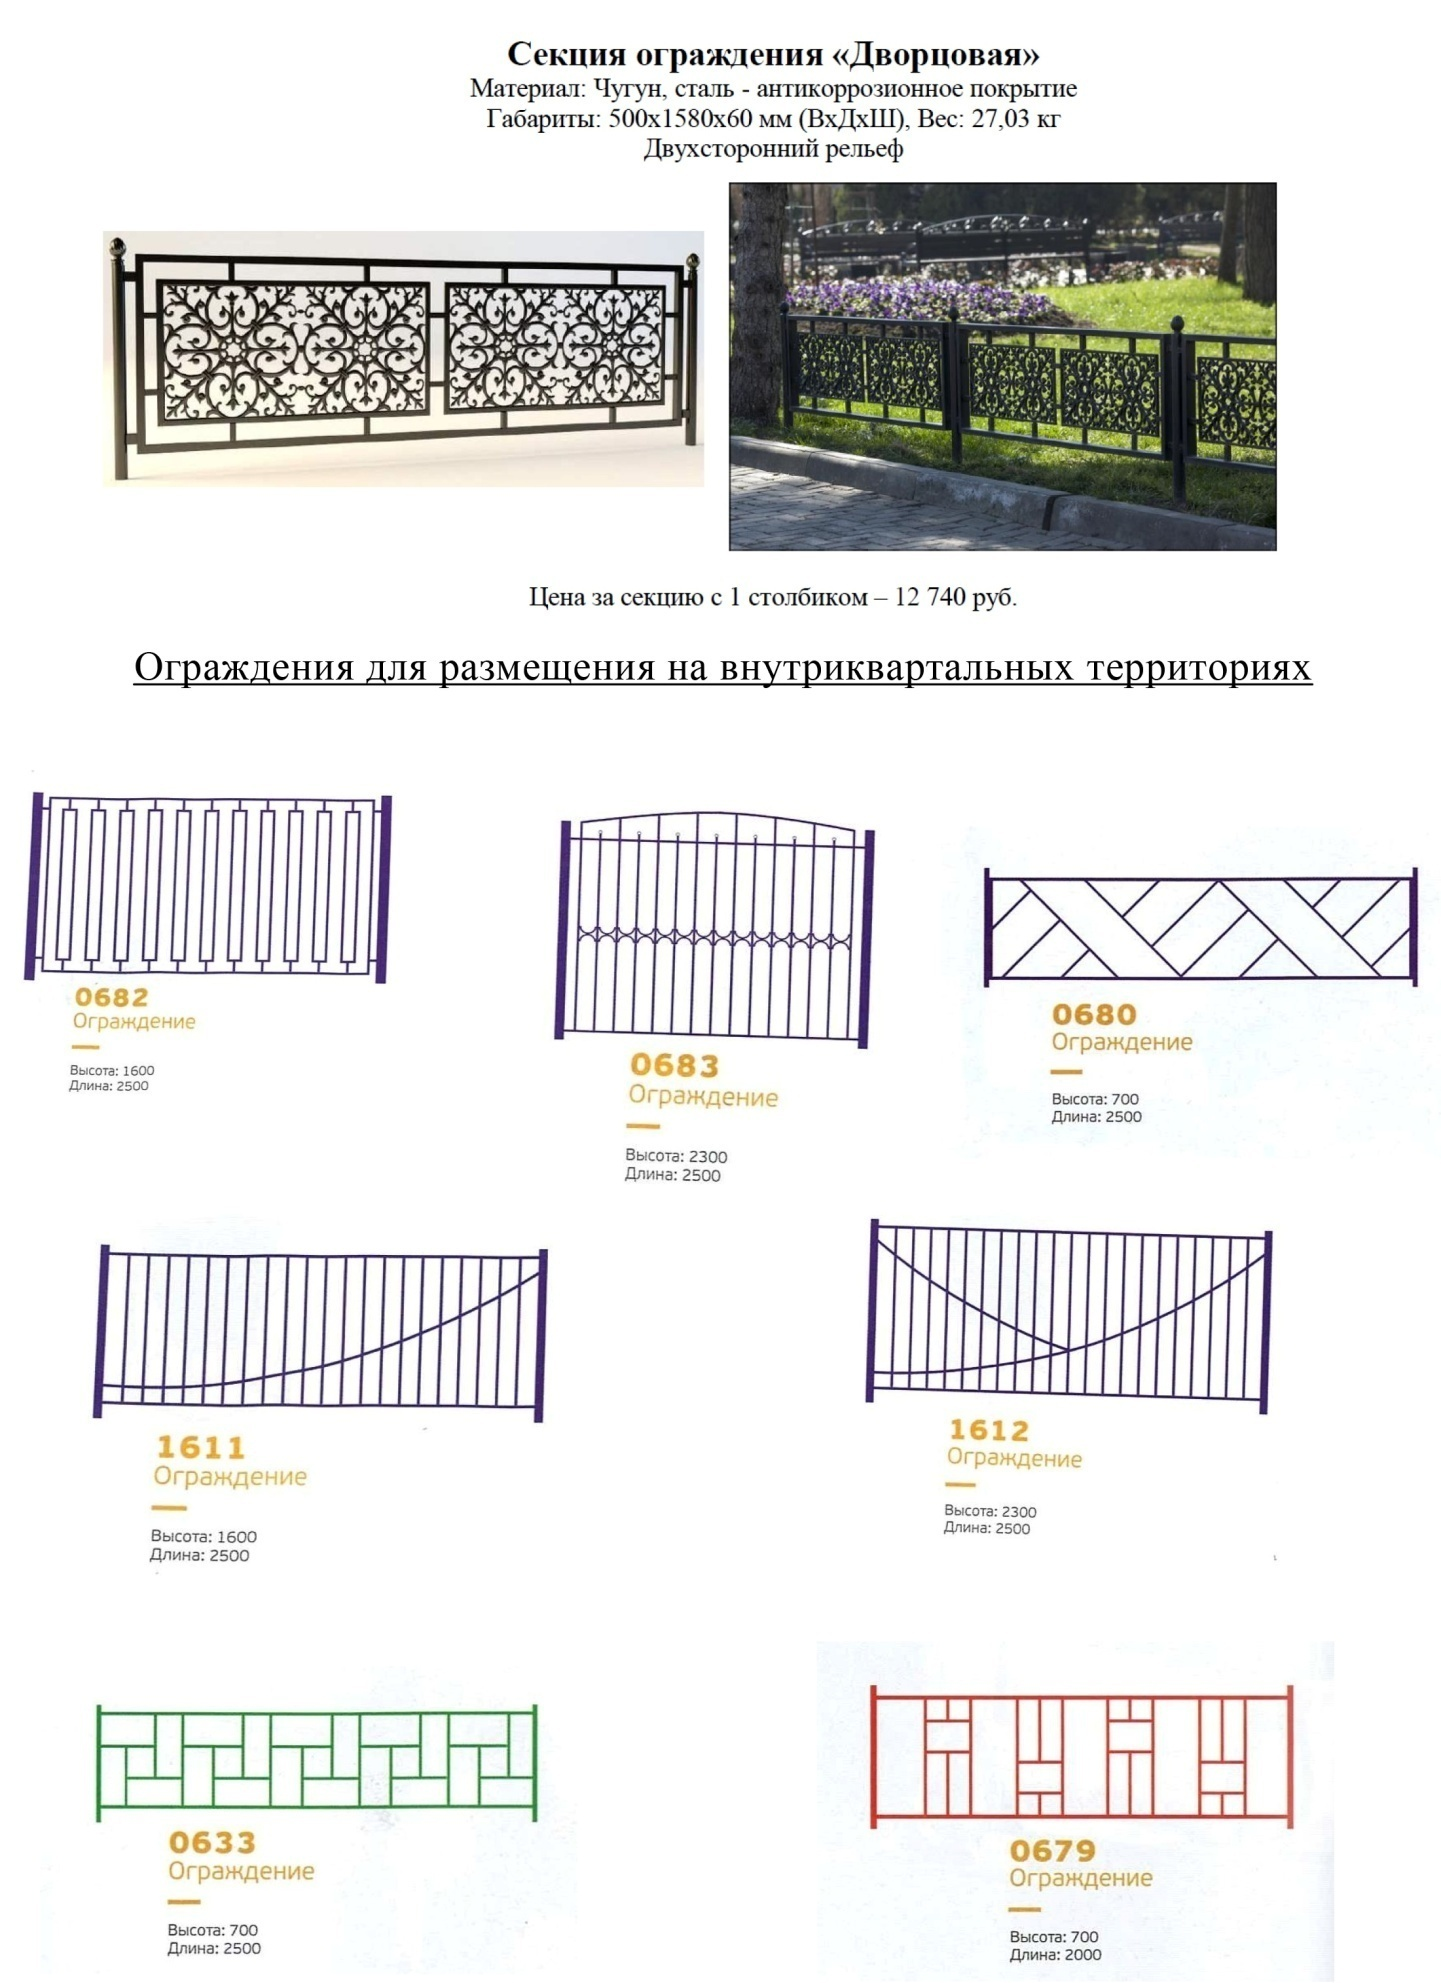 Секция ограждения «Дворцовая»
Материал: Чугун, сталь - антикоррозионное покрытие
Габариты: 500х1580х60 мм (ВхДхШ), Вес: 27,03 кг
Двухсторонний рельеф
Цена за секцию с 1 столбиком – 12 740 руб.
Ограждения для размещения на внутриквартальных территориях
0682
Ограждение
Высота: 1600
Длина: 2500
0683
Ограждение
Высота: 2300
Длина: 2500
0680
Ограждение
Высота: 700
Длина: 2500
1611
Ограждение
Высота: 1600
Длина: 2500
1612
Ограждение
Высота: 2300
Длина: 2500
0633
Ограждение
Высота: 700
Длина: 2500
0679
Ограждение
Высота: 700
Длина: 2000